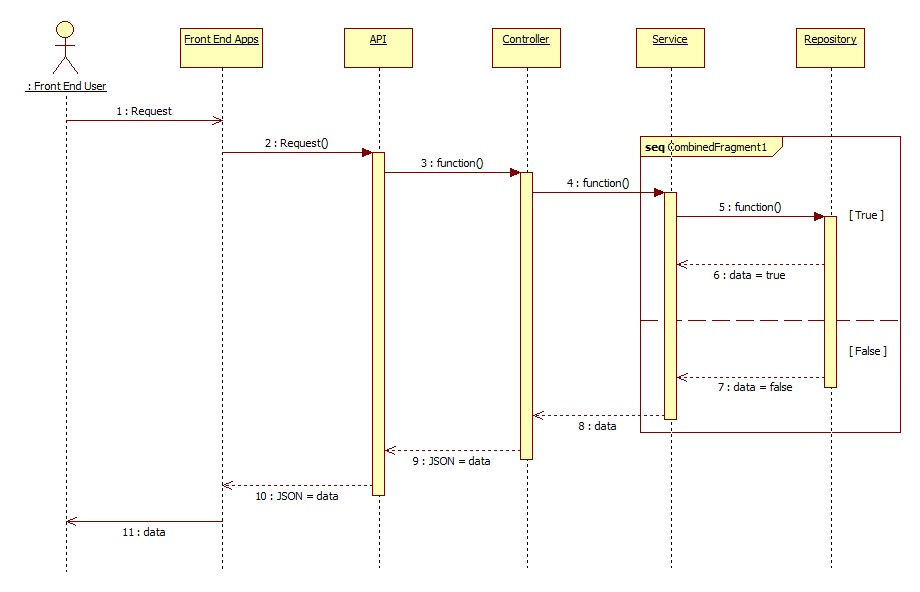 Front End Apps
API
Controller
Service
Repository
: Front End User
1 : Request
2 : Request()
seq CombinedFragment1
3 : function()
4 : function()
5 : function()
[ True ]
6 : data = true
[ False ]
7 : data = false
8 : data
9 : JSON = data
10 : JSON = data
11 : data